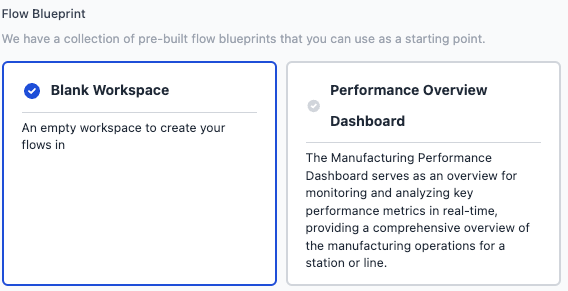 Flow Blueprint
We have a collection of pre-built flow blueprints that you can use as a starting point.
Blank Workspace
An empty workspace to create your
flows in
Performance Overview
Dashboard
The Manufacturing Performance
Dashboard serves as an overview for
monitoring and analyzing key
performance metrics in real-time,
providing a comprehensive overview of
the manufacturing operations for a
station or line.